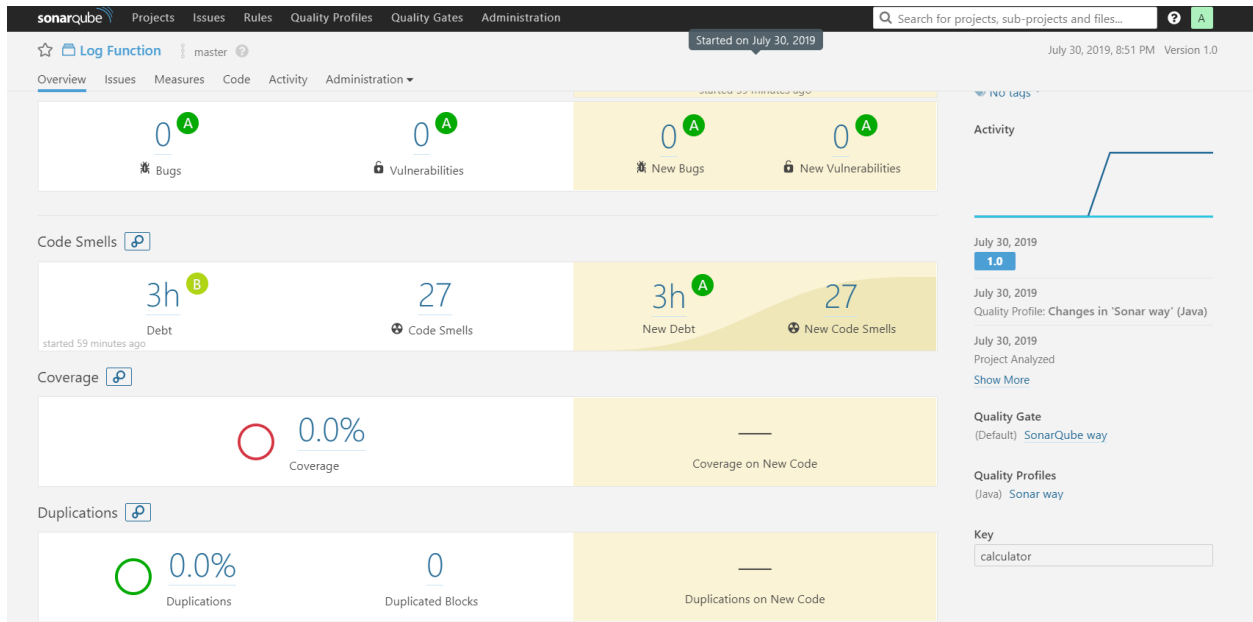 sonarqube Projects Issues Rules Quality Profiles Quality Gates Administration Search for projects, sub-projects and files... ? A
Started on July 30, 2019
Log Function master ? July 30, 2019, 8:51 PM Version 1.0
Overview Issues Measures Code Activity Administration
started 59 minutes ago
No tags
0 A
Bugs
0 A
Vulnerabilities
0 A
New Bugs
0 A
New Vulnerabilities
Code Smells
3h B
Debt
started 59 minutes ago
27
Code Smells
3h A
New Debt
27
New Code Smells
Coverage
0.0%
Coverage
—
Coverage on New Code
Duplications
0.0%
Duplications
0
Duplicated Blocks
—
Duplications on New Code
Activity
July 30, 2019
1.0
July 30, 2019
Quality Profile: Changes in 'Sonar way' (Java)
July 30, 2019
Project Analyzed
Show More
Quality Gate
(Default) SonarQube way
Quality Profiles
(Java) Sonar way
Key
calculator